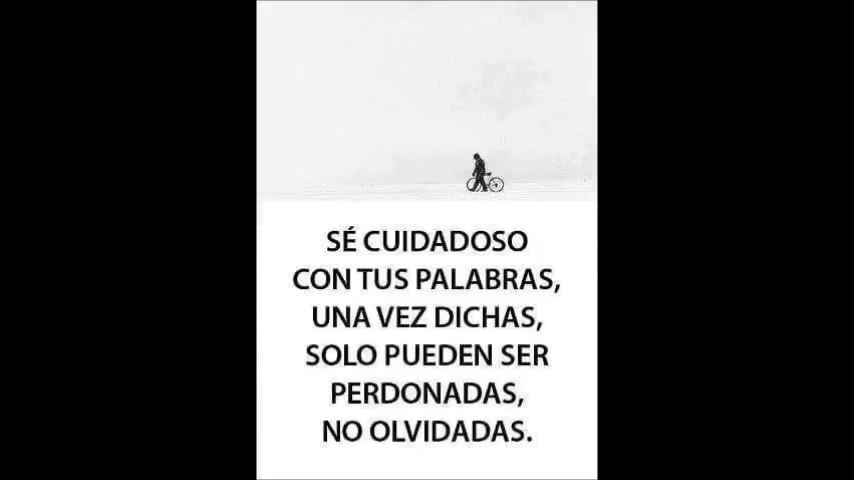 SÉ CUIDADOSO
CON TUS PALABRAS,
UNA VEZ DICHAS,
SOLO PUEDEN SER
PERDONADAS,
NO OLVIDADAS.